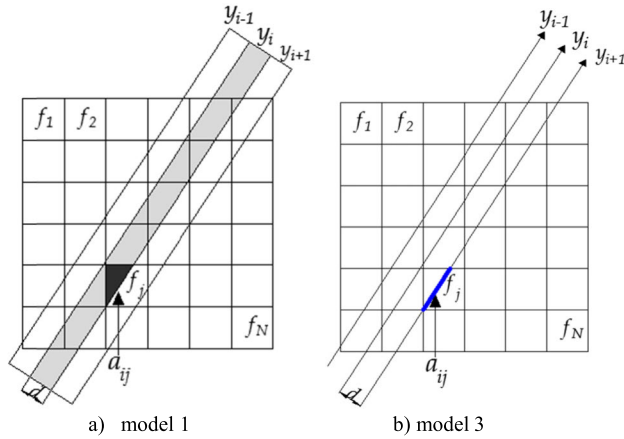 y_{i-1}
y_i
y_{i+1}
f_1 f_2
f_j
f_N
a_{ij}
d
a) model 1
y_{i-1}
y_i
y_{i+1}
f_1 f_2
f_j
f_N
a_{ij}
d
b) model 3